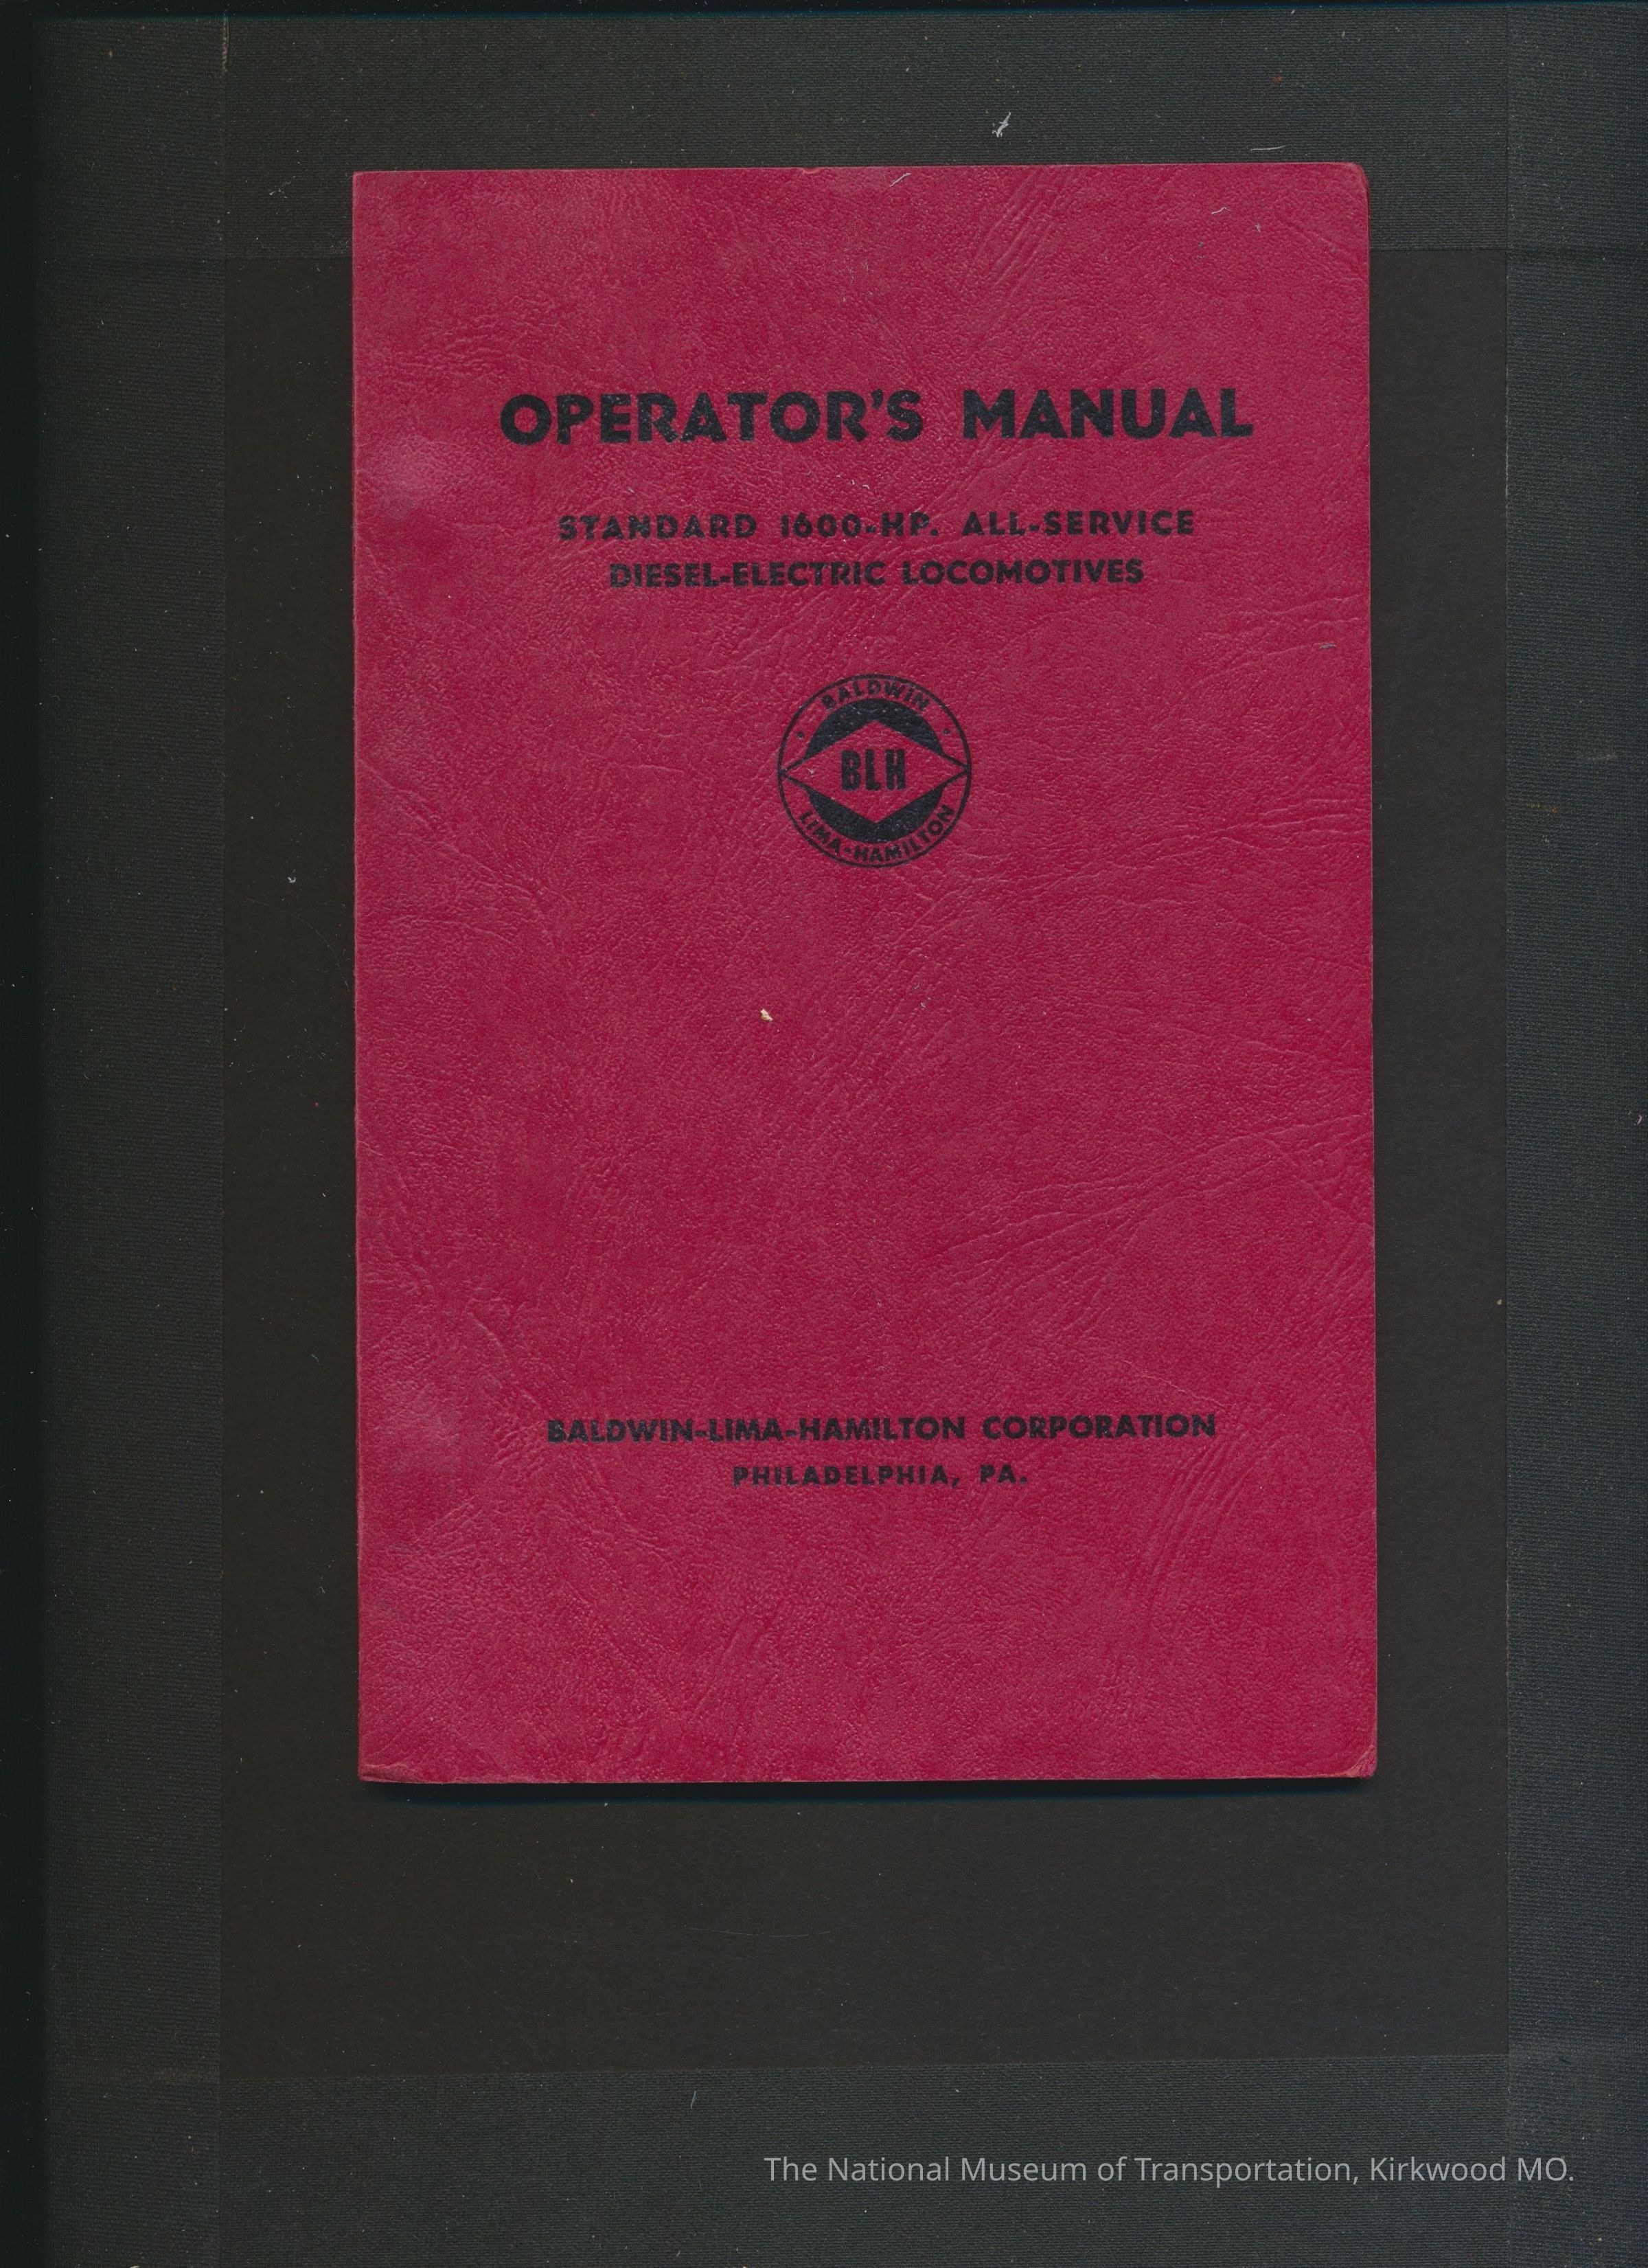 OPERATOR'S MANUAL
STANDARD 1600-HP. ALL-SERVICE
DIESEL-ELECTRIC LOCOMOTIVES
BALDWIN
BLH
LIMA-HAMILTON
BALDWIN-LIMA-HAMILTON CORPORATION
PHILADELPHIA, PA.
The National Museum of Transportation, Kirkwood MO.